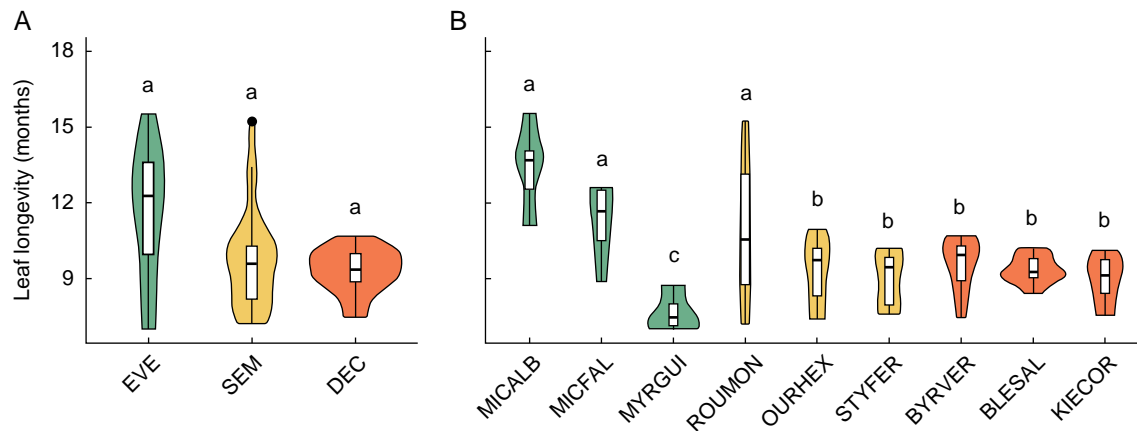 A
B
Leaf longevity (months)
18
15
12
9
a
a
a
EVE
SEM
DEC
a
a
c
a
b
b
b
b
b
MICALB
MICFAL
MYRGUI
ROUMON
OURHEX
STYFER
BYRVER
BLESAL
KIECOR